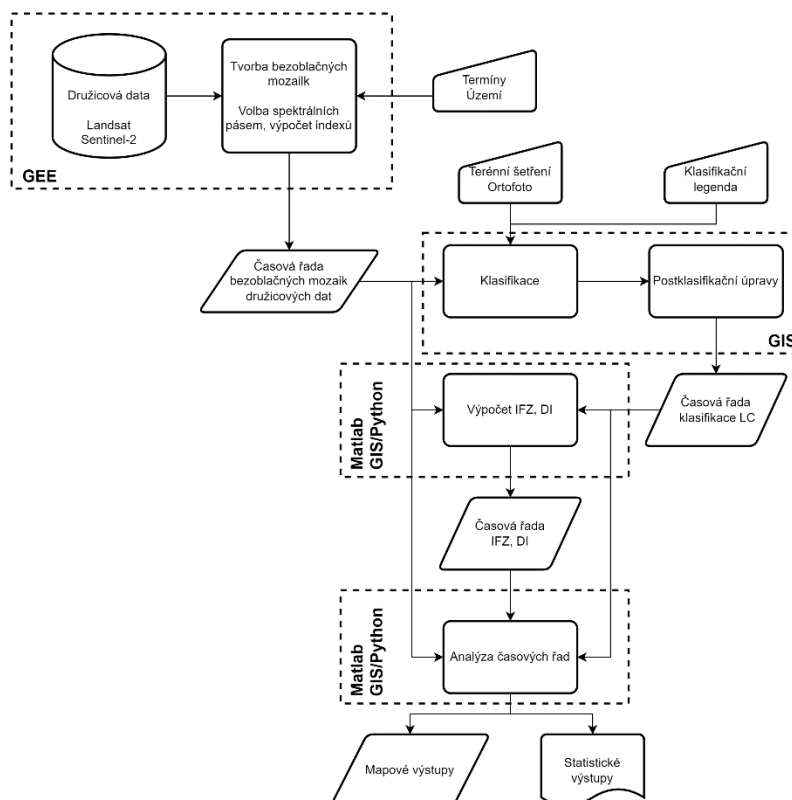 Družicová data
Landsat
Sentinel-2
Tvorba bezoblačných
mozailk
Volba spektrálních
pásem, výpočet indexů
Termíny
Území
GEE
Terénní šetření
Ortofoto
Klasifikační
legenda
Časová řada
bezoblačných mozaik
družicových dat
Klasifikace
Postklasifikační úpravy
GIS
Matlab
GIS/Python
Výpočet IFZ, DI
Časová řada
klasifikace LC
Časová řada
IFZ, DI
Matlab
GIS/Python
Analýza časových řad
Mapové výstupy
Statistické
výstupy